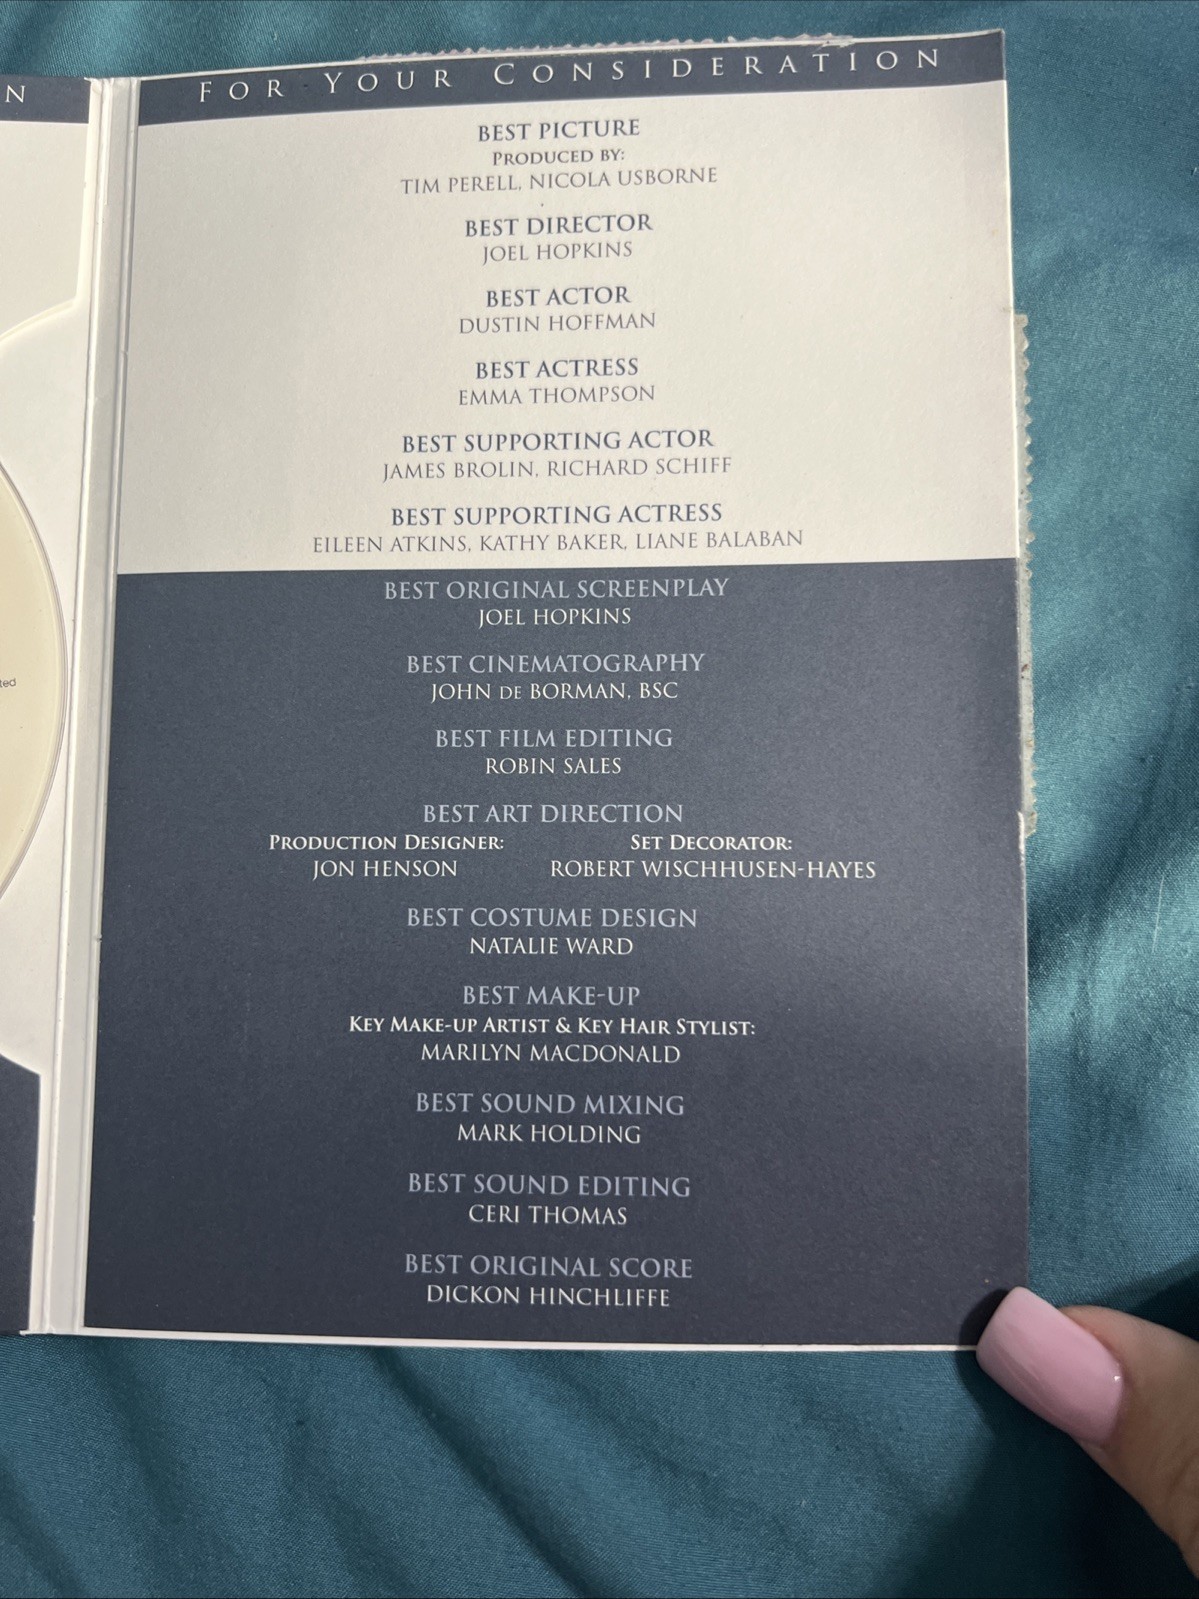 N
FOR YOUR CONSIDERATION
BEST PICTURE
PRODUCED BY:
TIM PERELL, NICOLA USBORNE
BEST DIRECTOR
JOEL HOPKINS
BEST ACTOR
DUSTIN HOFFMAN
BEST ACTRESS
EMMA THOMPSON
BEST SUPPORTING ACTOR
JAMES BROLIN, RICHARD SCHIFF
BEST SUPPORTING ACTRESS
EILEEN ATKINS, KATHY BAKER, LIANE BALABAN
BEST ORIGINAL SCREENPLAY
JOEL HOPKINS
BEST CINEMATOGRAPHY
JOHN DE BORMAN, BSC
BEST FILM EDITING
ROBIN SALES
BEST ART DIRECTION
PRODUCTION DESIGNER: SET DECORATOR:
JON HENSON ROBERT WISCHHUSEN-HAYES
BEST COSTUME DESIGN
NATALIE WARD
BEST MAKE-UP
KEY MAKE-UP ARTIST & KEY HAIR STYLIST:
MARILYN MACDONALD
BEST SOUND MIXING
MARK HOLDING
BEST SOUND EDITING
CERI THOMAS
BEST ORIGINAL SCORE
DICKON HINCHLIFFE
ted